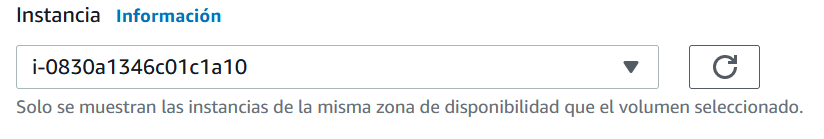 Instancia Información
i-0830a1346c01c1a10
Solo se muestran las instancias de la misma zona de disponibilidad que el volumen seleccionado.